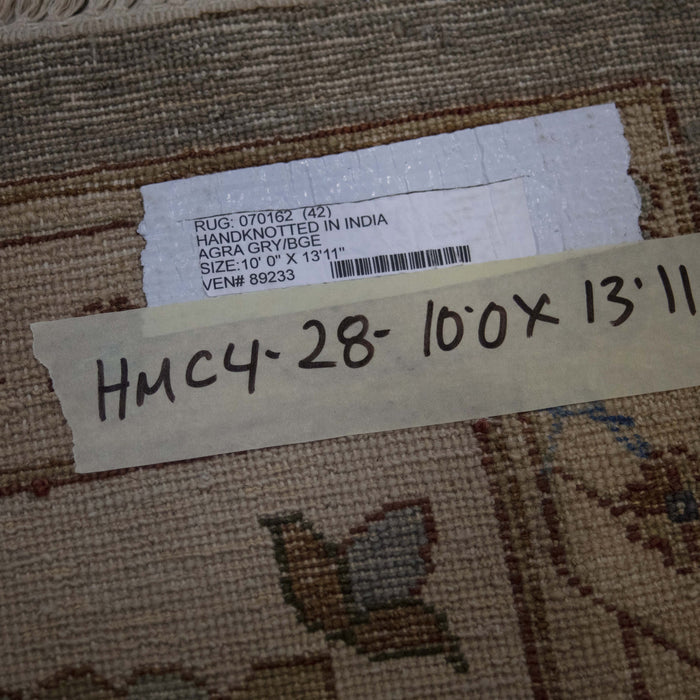 RUG: 070162 (42)
HANDKNOTTED IN INDIA
AGRA GRY/BGE
SIZE:10' 0" X 13'11"
VEN# 89233
HMC4-28-10'0X 13'11